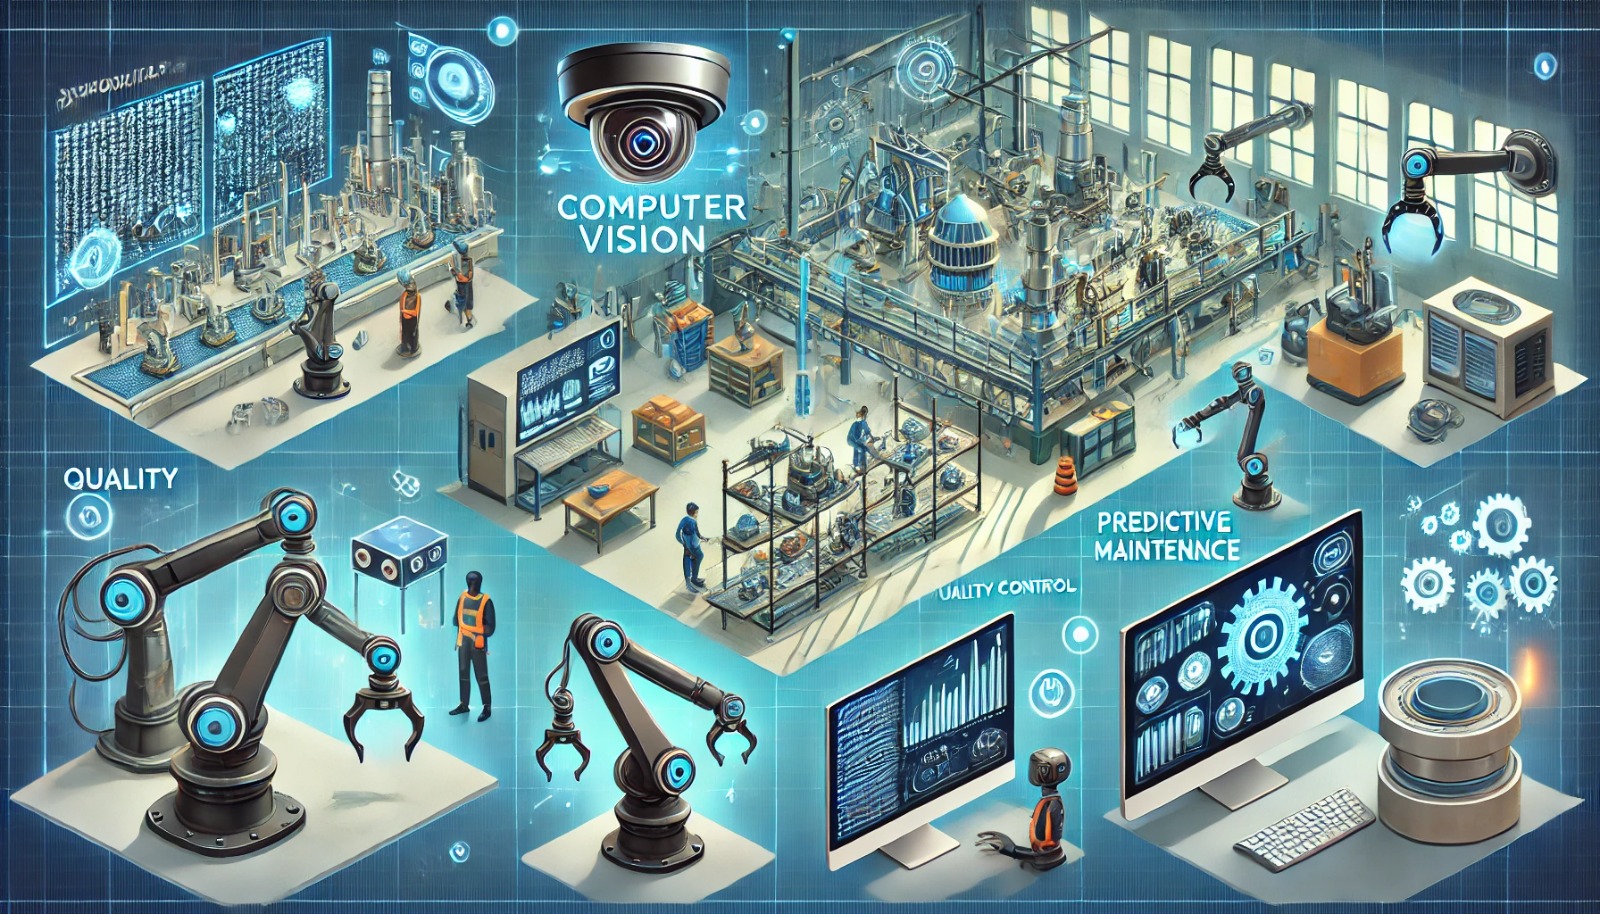 COMPUTER
VISION
QUALITY
PREDICTIVE
MAINTENNCE
UALITY CONTROL